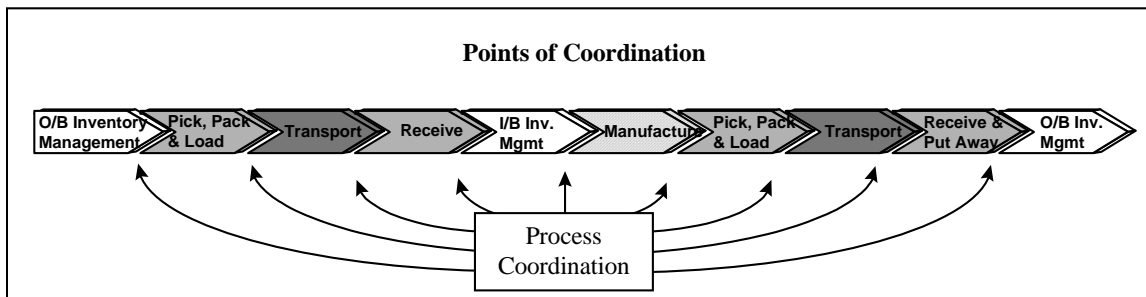 Points of Coordination
O/B Inventory
Management
Pick, Pack
& Load
Transport
Receive
I/B Inv.
Mgmt
Manufacture
Pick, Pack
& Load
Transport
Receive &
Put Away
O/B Inv.
Mgmt
Process
Coordination